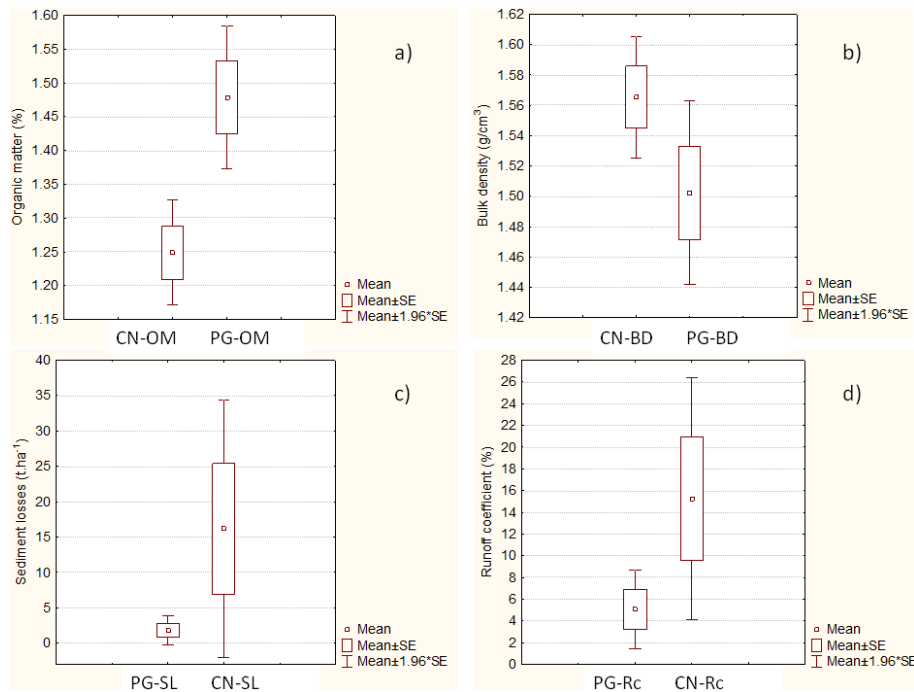 a)
Organic matter (%)
1.60
1.55
1.50
1.45
1.40
1.35
1.30
1.25
1.20
1.15
CN-OM PG-OM
Mean
Mean±SE
Mean±1.96*SE
b)
Bulk density (g/cm³)
1.62
1.60
1.58
1.56
1.54
1.52
1.50
1.48
1.46
1.44
1.42
CN-BD PG-BD
Mean
Mean±SE
Mean±1.96*SE
c)
Sediment losses (t.ha⁻¹)
40
35
30
25
20
15
10
5
0
PG-SL CN-SL
Mean
Mean±SE
Mean±1.96*SE
d)
Runoff coefficient (%)
28
26
24
22
20
18
16
14
12
10
8
6
4
2
0
PG-Rc CN-Rc
Mean
Mean±SE
Mean±1.96*SE